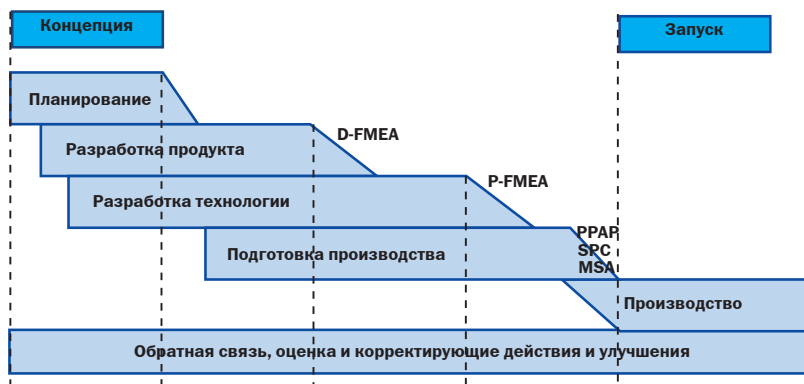 Концепция
Запуск
Планирование
D-FMEA
Разработка продукта
P-FMEA
Разработка технологии
PPAP
SPC
MSA
Подготовка производства
Производство
Обратная связь, оценка и корректирующие действия и улучшения